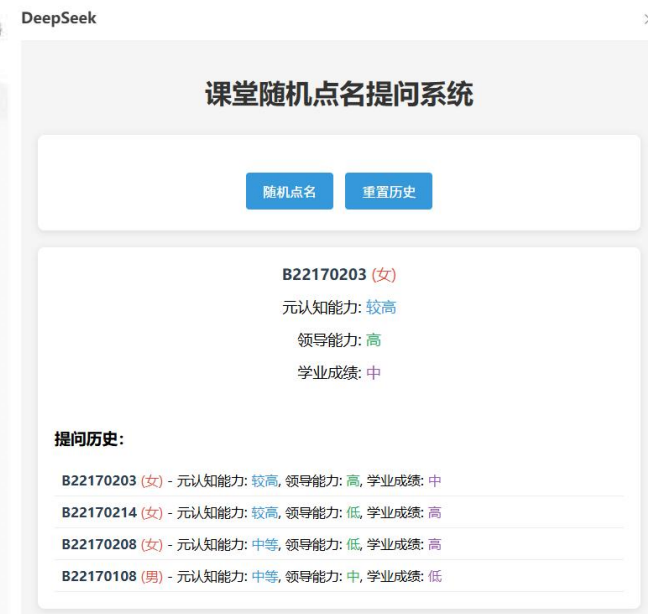 DeepSeek
课堂随机点名提问系统
随机点名 重置历史
B22170203 (女)
元认知能力: 较高
领导能力: 高
学业成绩: 中
提问历史:
B22170203 (女) - 元认知能力: 较高, 领导能力: 高, 学业成绩: 中
B22170214 (女) - 元认知能力: 较高, 领导能力: 低, 学业成绩: 高
B22170208 (女) - 元认知能力: 中等, 领导能力: 低, 学业成绩: 高
B22170108 (男) - 元认知能力: 中等, 领导能力: 中, 学业成绩: 低